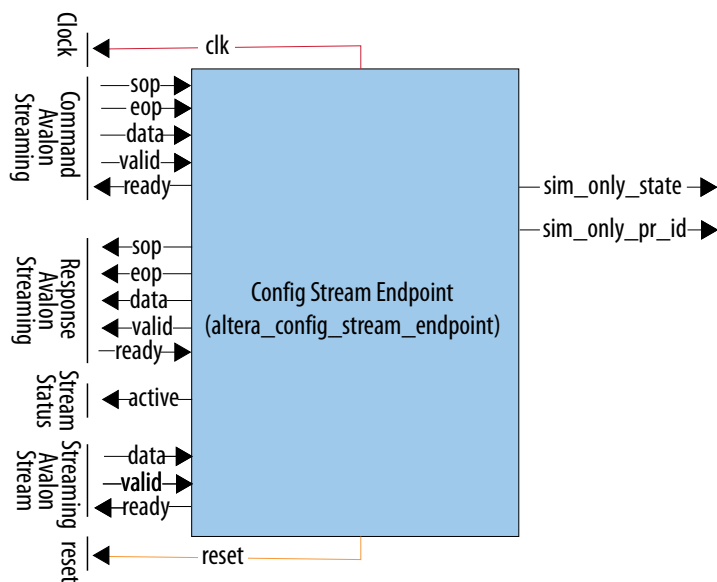 Clock
clk
Command
Avalon
Streaming
sop
eop
data
valid
ready
sim_only_state
sim_only_pr_id
Response
Avalon
Streaming
sop
eop
data
valid
ready
Config Stream Endpoint
(altera_config_stream_endpoint)
Stream
Status
active
Streaming
Avalon
Stream
data
valid
ready
reset
reset